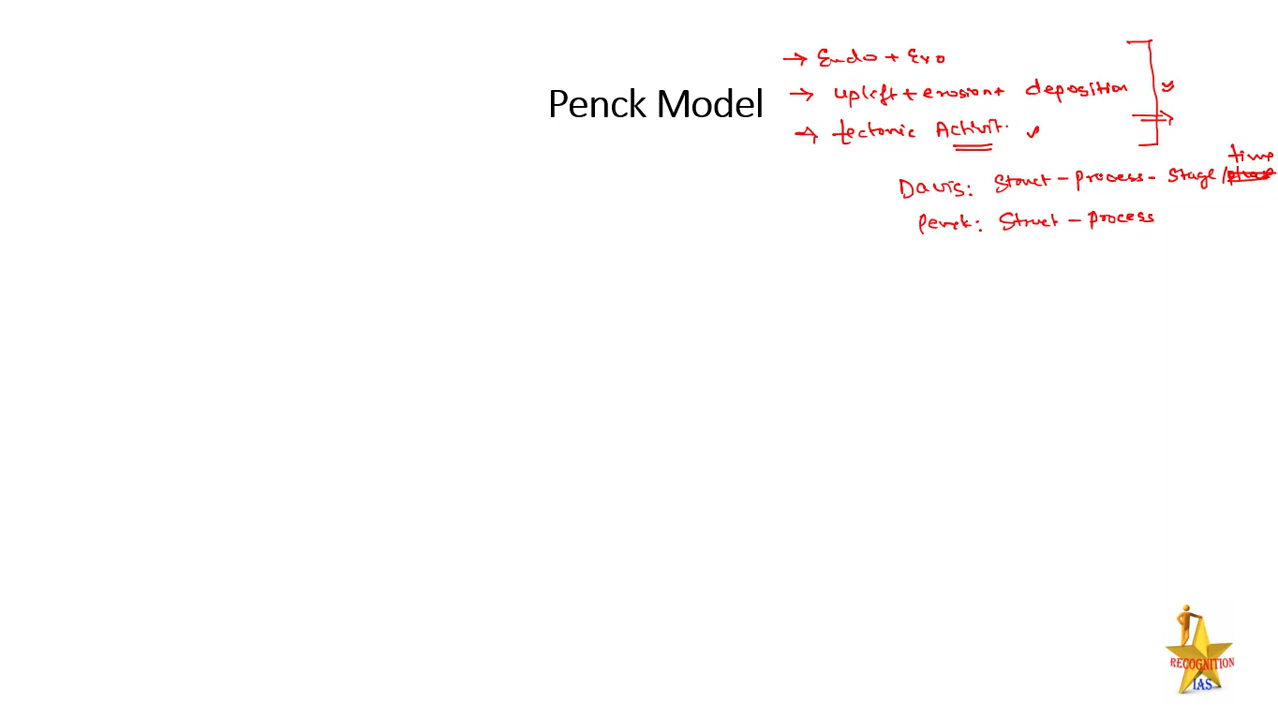 → Endo + Exo
Penck Model
→ uplift + erosion + deposition
→ tectonic Activit.
time
Davis: Struct - process - Stage /
Penck: Struct - process
RECOGNITION
IAS